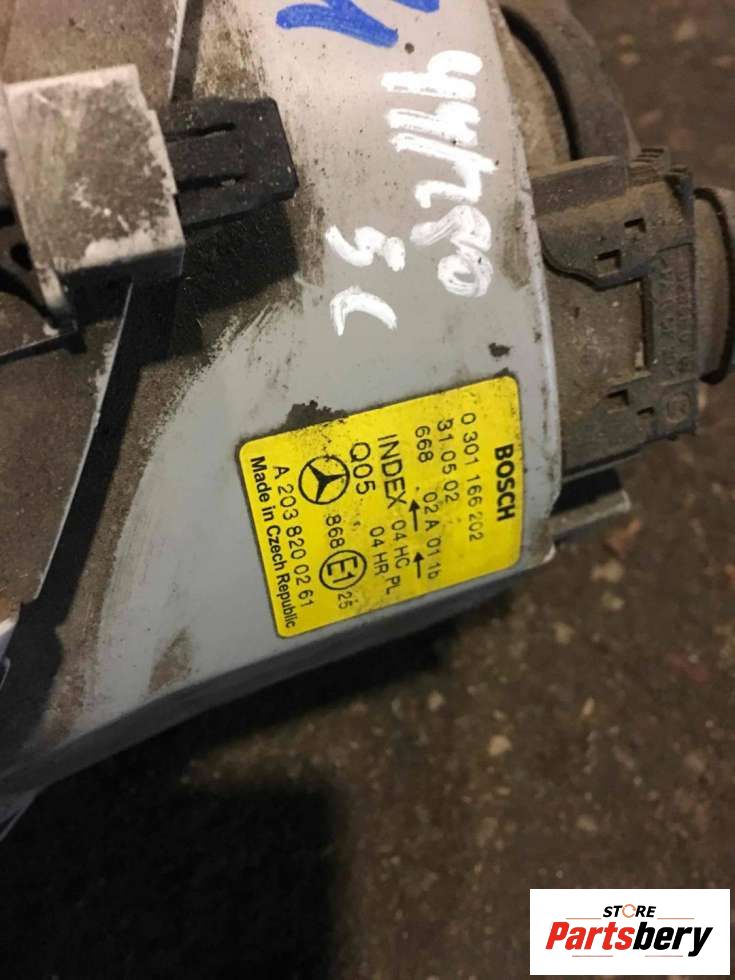 BOSCH
0 301 166 202
31.05.02
668 02A 01 1b
INDEX 04 HC PL
Q05 04 HR
868 E1 25
A 203 820 02 61
Made in Czech Republic
STORE
Partsbery